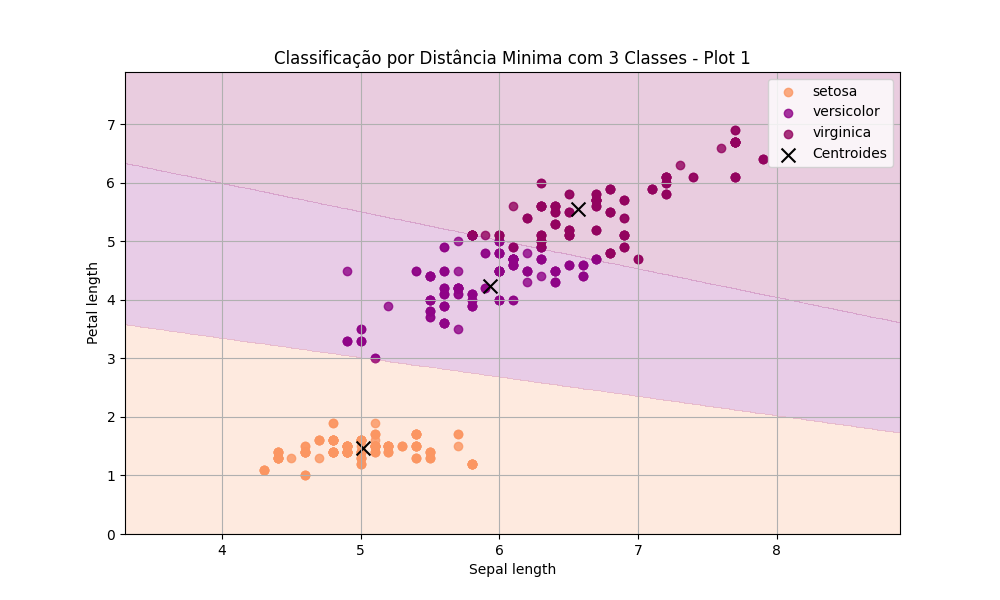 Classificação por Distância Minima com 3 Classes - Plot 1
setosa
versicolor
virginica
Centroides
Petal length
7
6
5
4
3
2
1
0
4
5
6
7
8
Sepal length